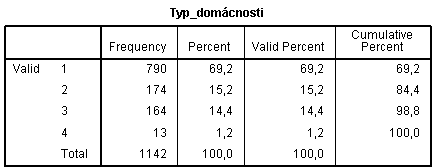 Typ_domácnosti
Frequency Percent Valid Percent Cumulative Percent
Valid 1 790 69,2 69,2 69,2
2 174 15,2 15,2 84,4
3 164 14,4 14,4 98,8
4 13 1,2 1,2 100,0
Total 1142 100,0 100,0